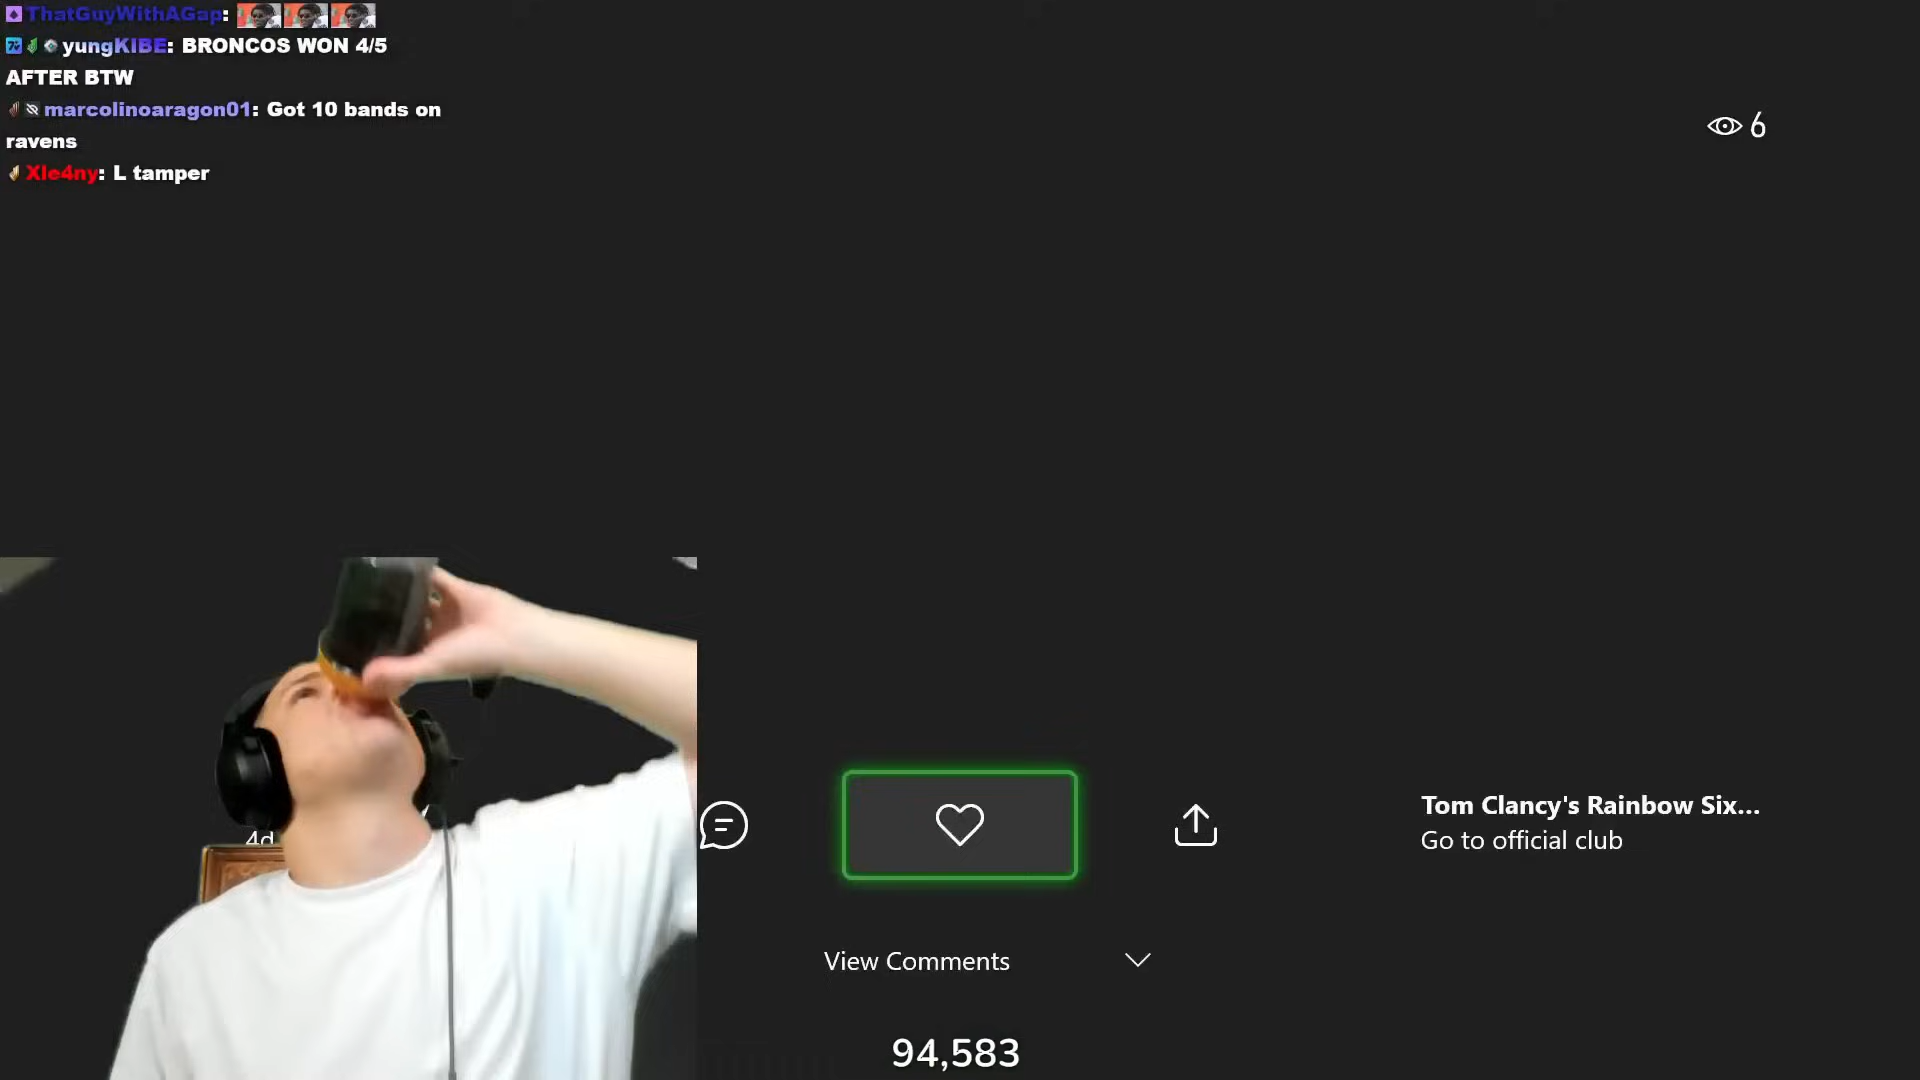 ThatGuyWithAGap:
yungKIBE: BRONCOS WON 4/5
AFTER BTW
marcolinoaragon01: Got 10 bands on
ravens
Xle4ny: L tamper
6
4d
Tom Clancy's Rainbow Six...
Go to official club
View Comments
94,583